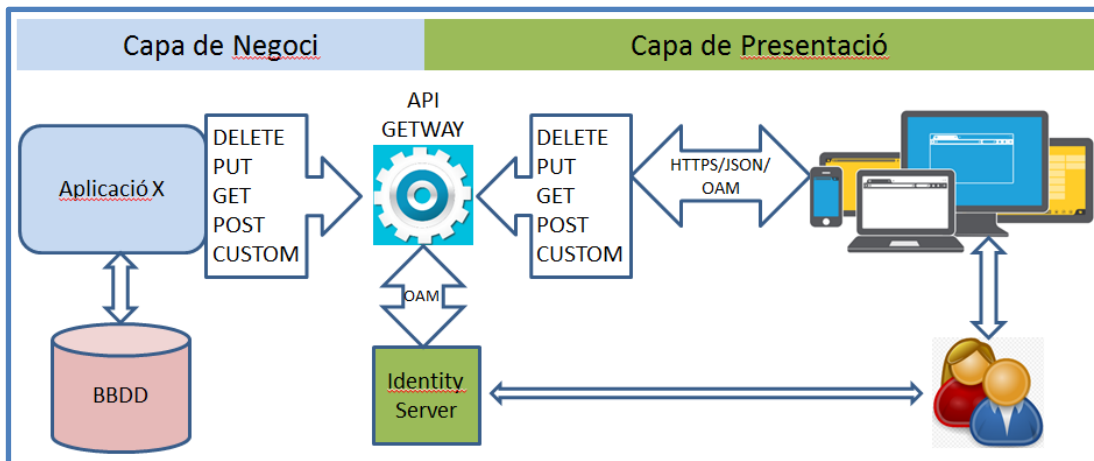 Capa de Negoci
Capa de Presentació
API
GETWAY
Aplicació X
DELETE
PUT
GET
POST
CUSTOM
DELETE
PUT
GET
POST
CUSTOM
HTTPS/JSON/
OAM
OAM
BBDD
Identity
Server